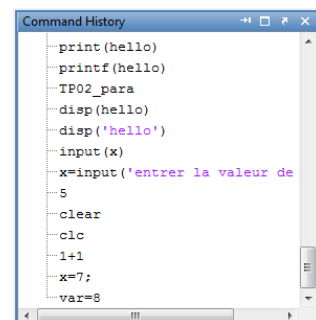 Command History
print(hello)
printf(hello)
TP02_para
disp(hello)
disp('hello')
input(x)
x=input('entrer la valeur de
5
clear
clc
1+1
x=7;
var=8